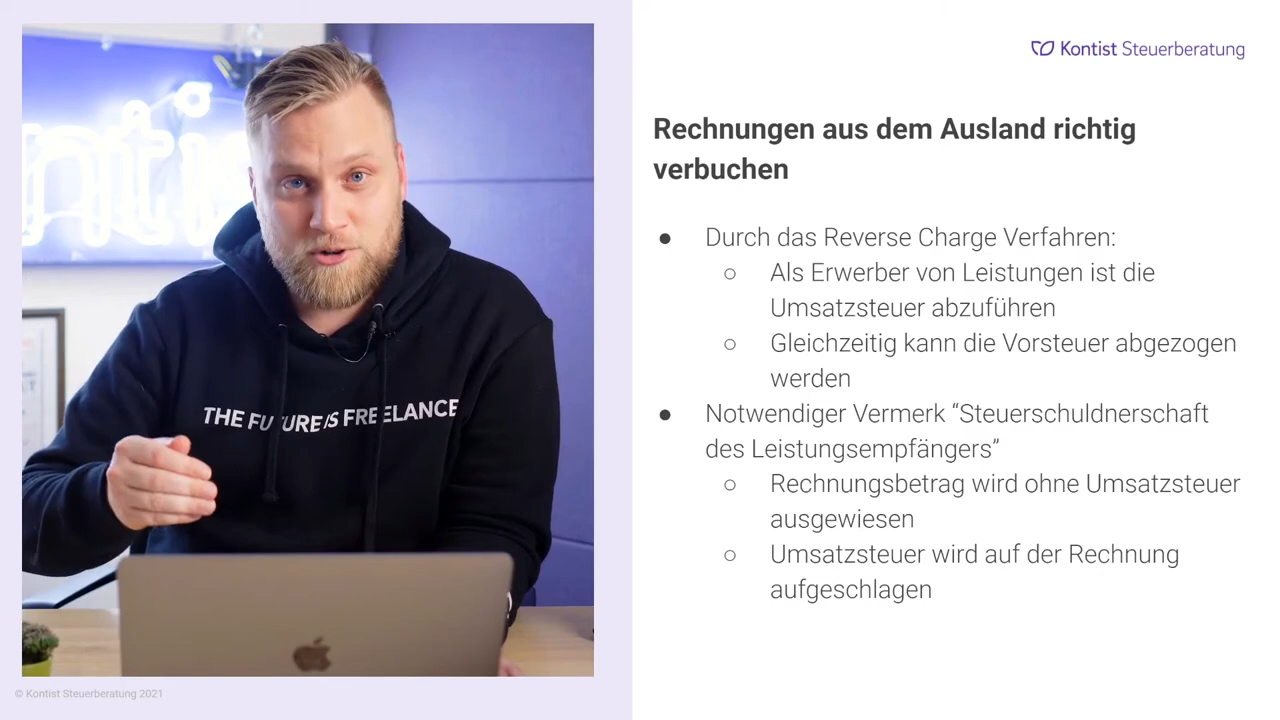 Kontist Steuerberatung
Rechnungen aus dem Ausland richtig
verbuchen
● Durch das Reverse Charge Verfahren:
○ Als Erwerber von Leistungen ist die
Umsatzsteuer abzuführen
○ Gleichzeitig kann die Vorsteuer abgezogen
werden
● Notwendiger Vermerk “Steuerschuldnerschaft
des Leistungsempfängers”
○ Rechnungsbetrag wird ohne Umsatzsteuer
ausgewiesen
○ Umsatzsteuer wird auf der Rechnung
aufgeschlagen
THE FUTURE IS FREELANCE
© Kontist Steuerberatung 2021